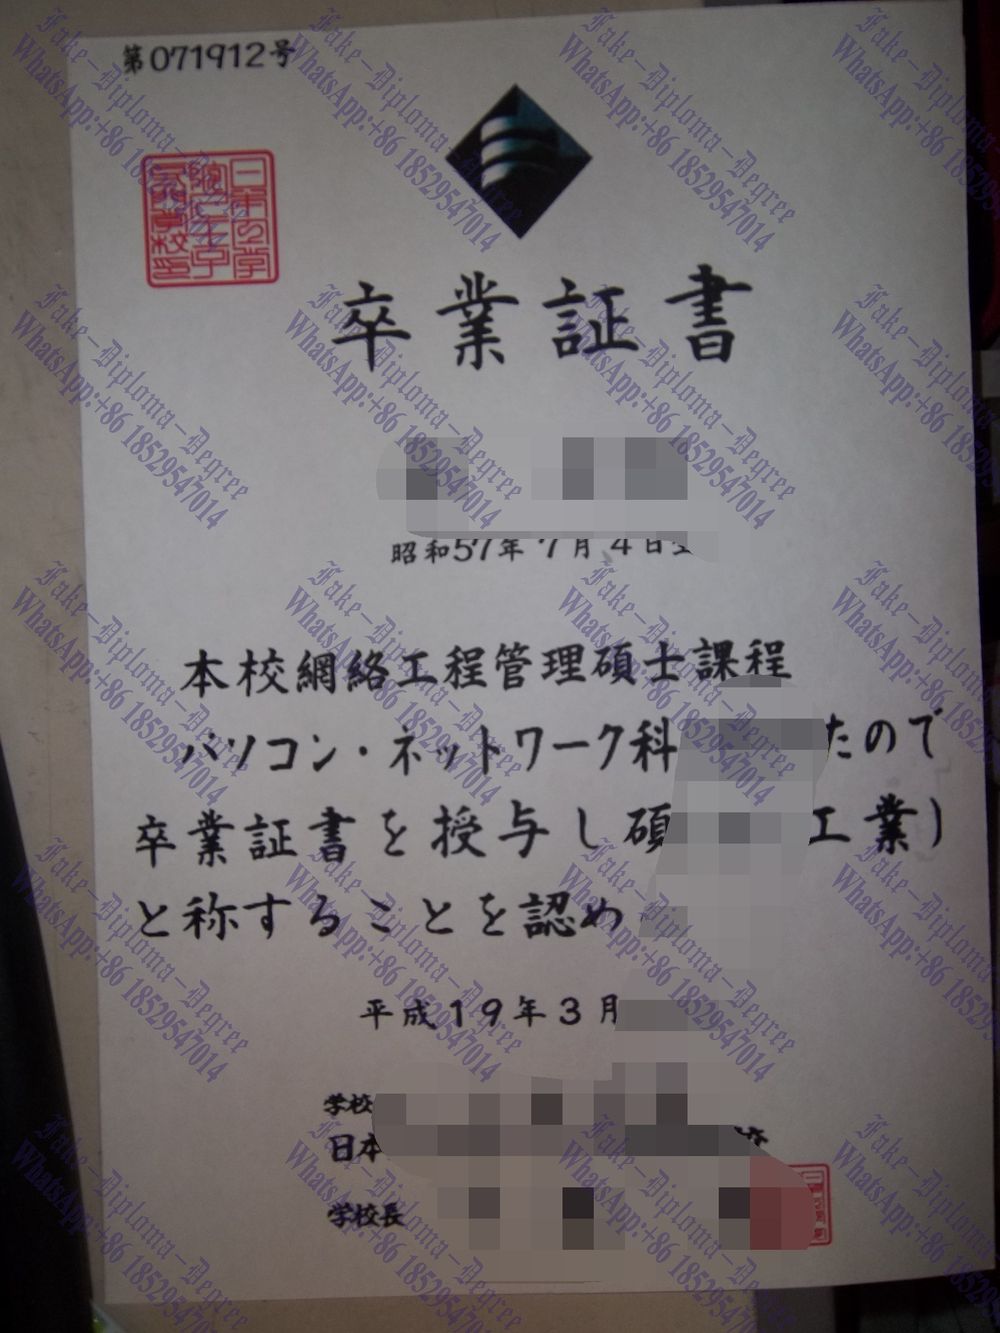 第071912号
卒業証書
昭和57年7月4日
本校網絡工程管理碩士課程
パソコン・ネットワーク科 たので
卒業証書を授与し碩 工業)
と称することを認め
平成19年3月
学校
日本
学校長
Fake-Diploma-Degree
WhatsApp:+86 18529547014